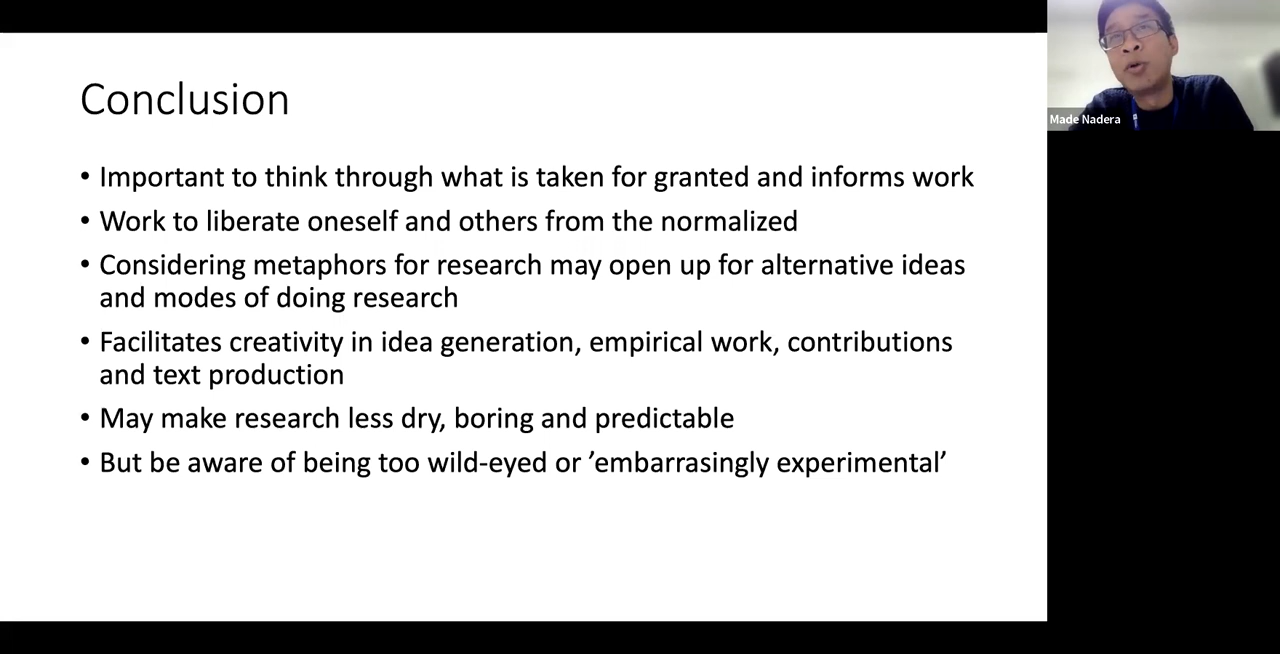 Conclusion
• Important to think through what is taken for granted and informs work
• Work to liberate oneself and others from the normalized
• Considering metaphors for research may open up for alternative ideas
and modes of doing research
• Facilitates creativity in idea generation, empirical work, contributions
and text production
• May make research less dry, boring and predictable
• But be aware of being too wild-eyed or ’embarrasingly experimental’
Made Nadera